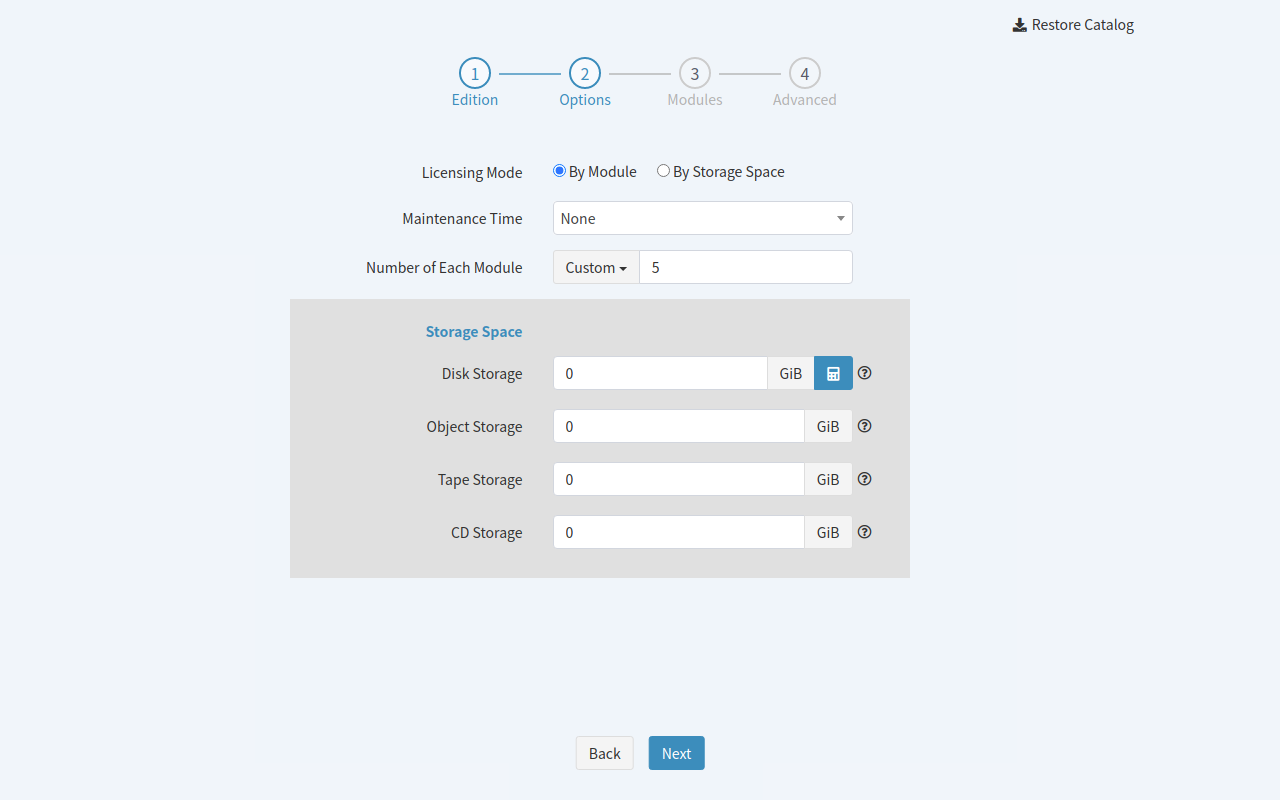 Restore Catalog
1 2 3 4
Edition Options Modules Advanced
Licensing Mode By Module By Storage Space
Maintenance Time None
Number of Each Module Custom 5
Storage Space
Disk Storage 0 GiB
Object Storage 0 GiB
Tape Storage 0 GiB
CD Storage 0 GiB
Back Next